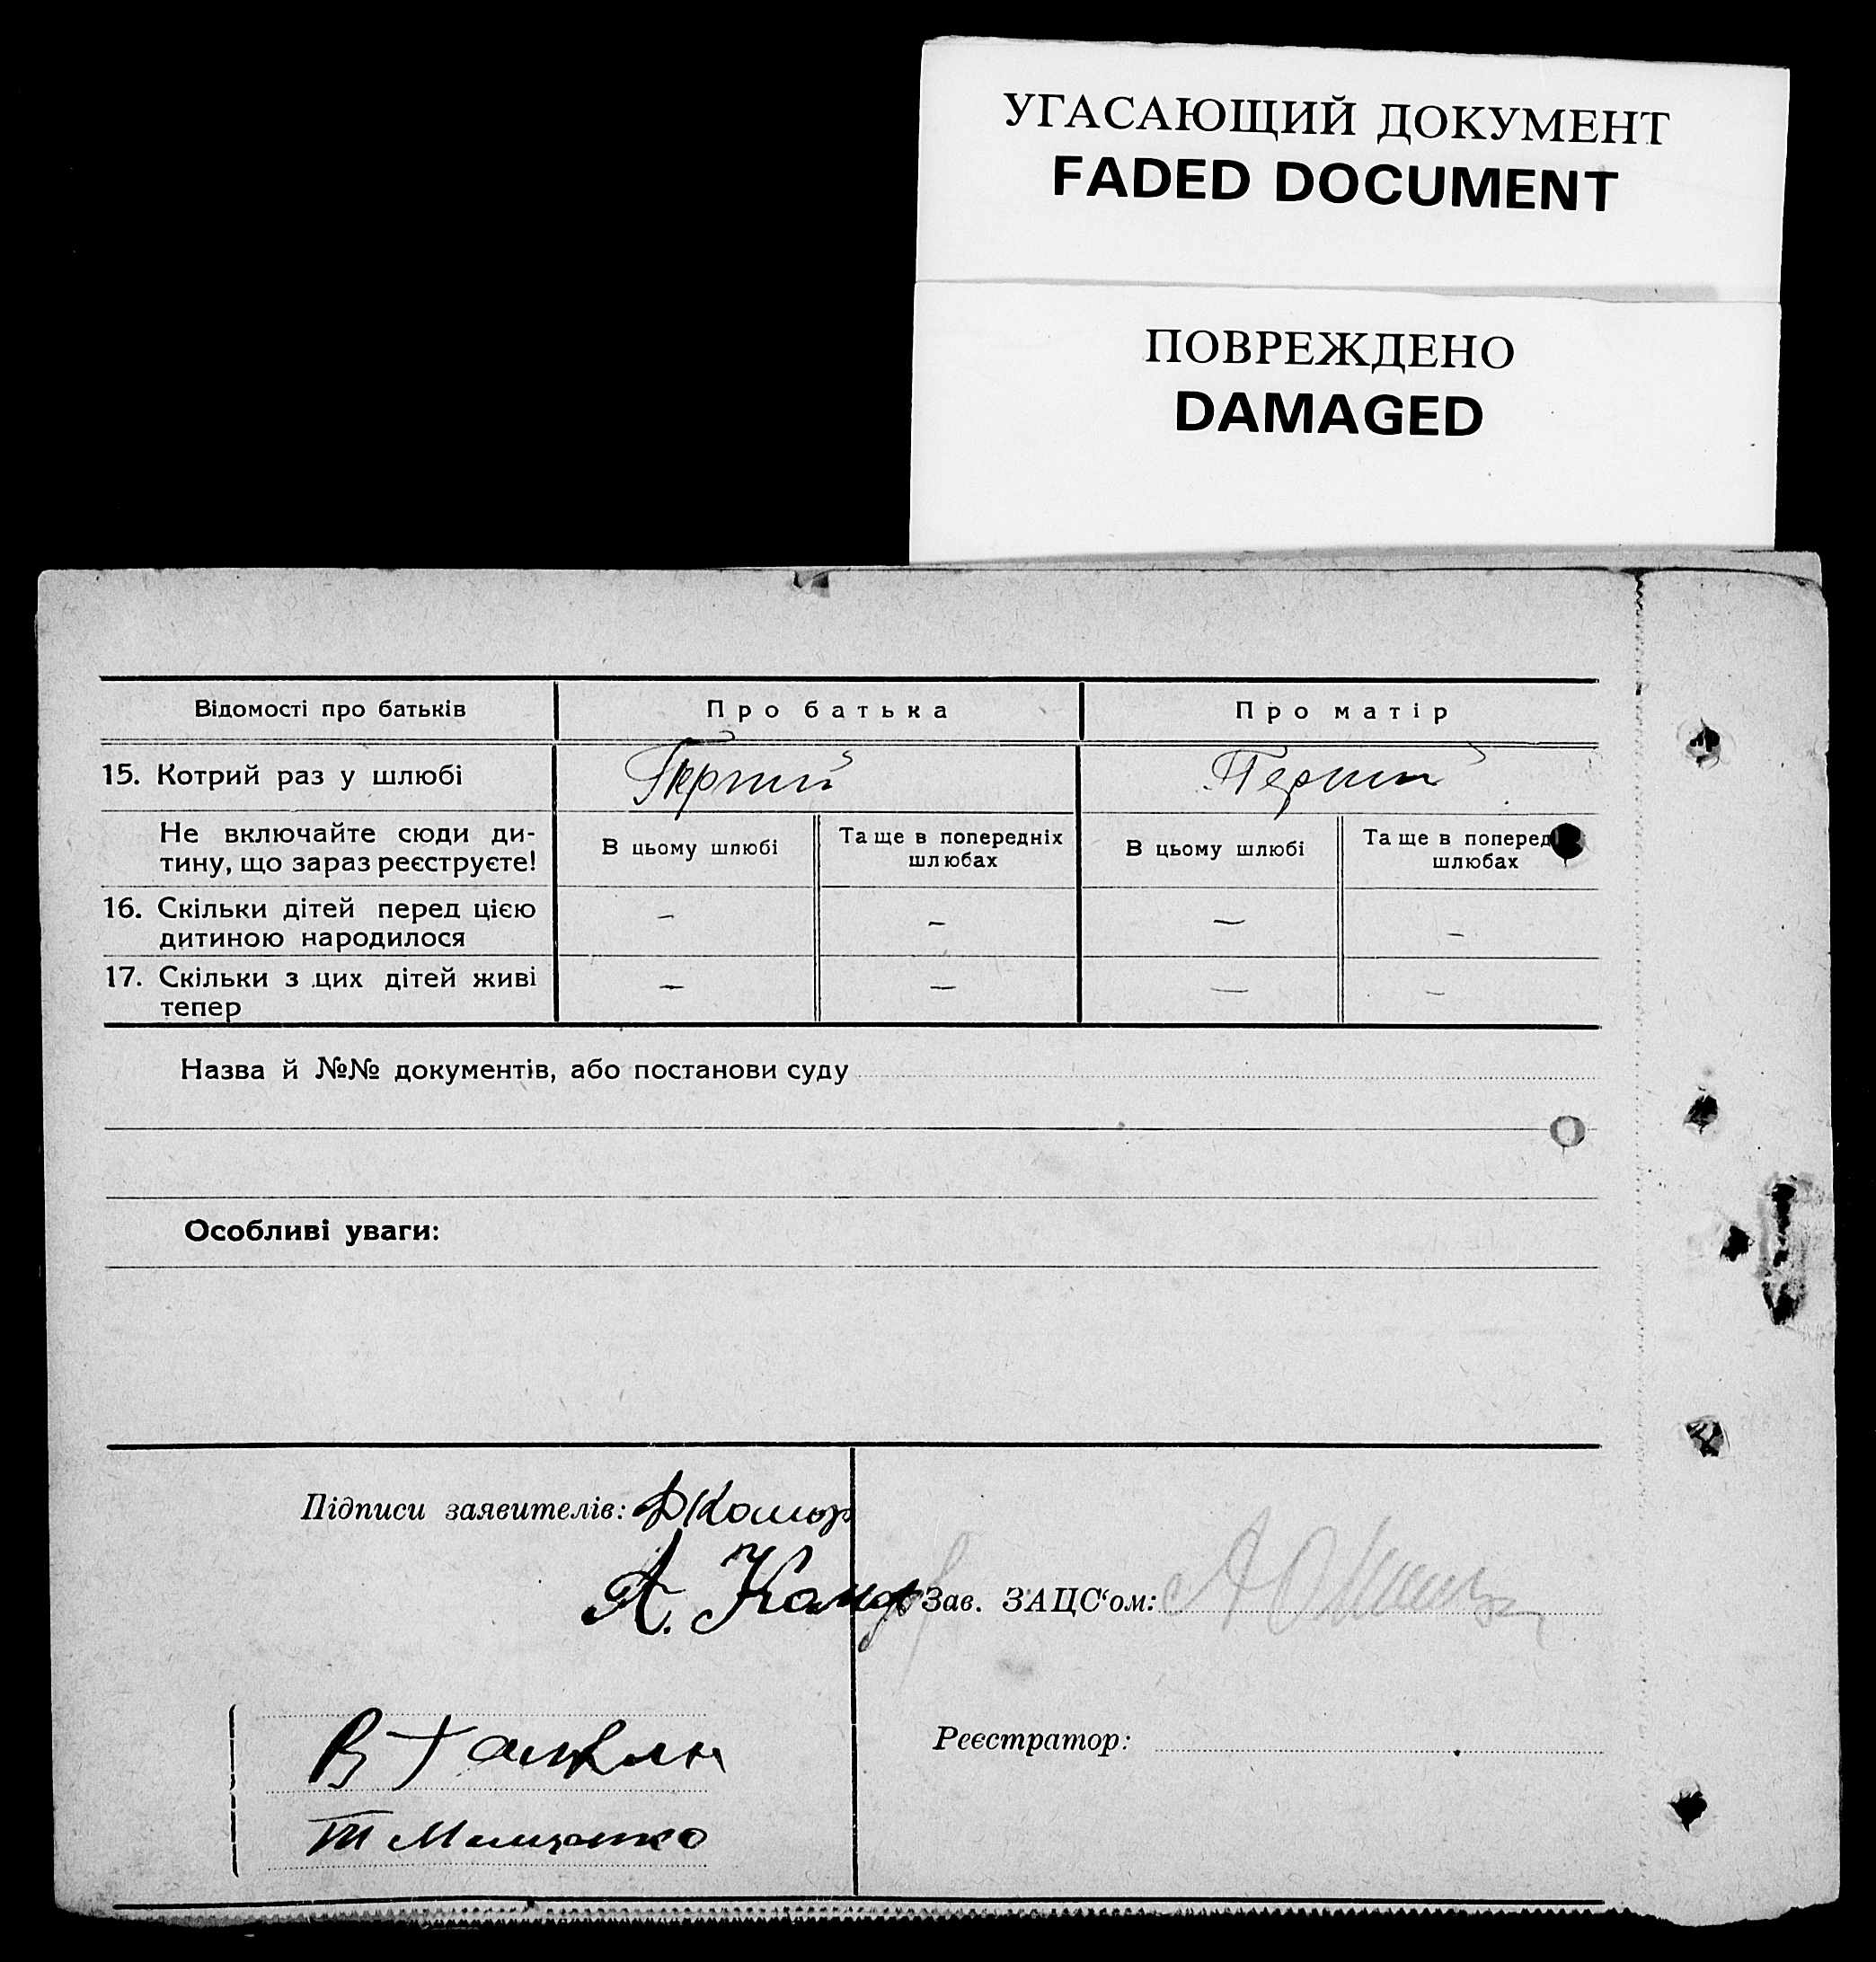 УГАСАЮЩИЙ ДОКУМЕНТ
FADED DOCUMENT
ПОВРЕЖДЕНО
DAMAGED
Відомості про батьків Про батька Про матір
15. Котрий раз у шлюбі Перший Перший
Не включайте сюди ди-
тину, що зараз реєструєте!
В цьому шлюбі
Та ще в попередніх
шлюбах
В цьому шлюбі
Та ще в поперед
шлюбах
16. Скільки дітей перед цією
дитиною народилося
— — — —
17. Скільки з цих дітей живі
тепер
— — — —
Назва й №№ документів, або постанови суду
Особливі уваги:
Підписи заявителів:
А.
Зав. ЗАЦС‘ом:
В
Реєстратор: